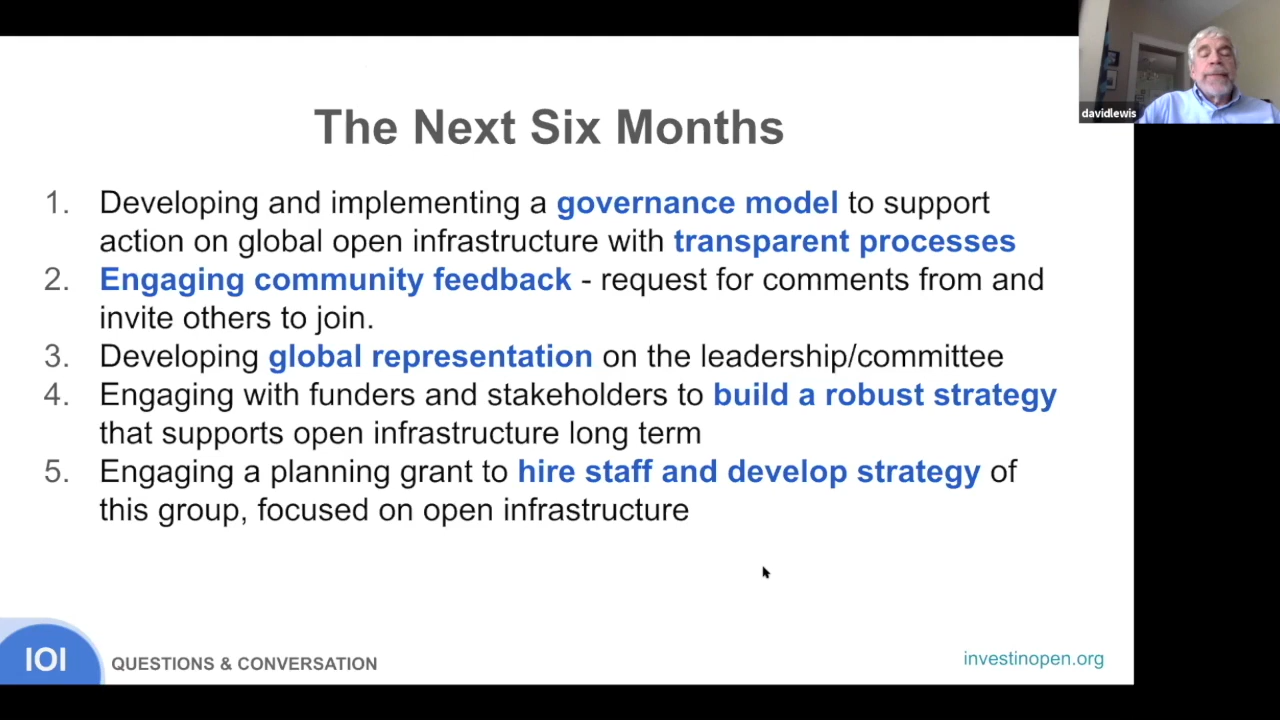 The Next Six Months
davidlewis
1. Developing and implementing a governance model to support
action on global open infrastructure with transparent processes
2. Engaging community feedback - request for comments from and
invite others to join.
3. Developing global representation on the leadership/committee
4. Engaging with funders and stakeholders to build a robust strategy
that supports open infrastructure long term
5. Engaging a planning grant to hire staff and develop strategy of
this group, focused on open infrastructure
IOI
QUESTIONS & CONVERSATION
investinopen.org